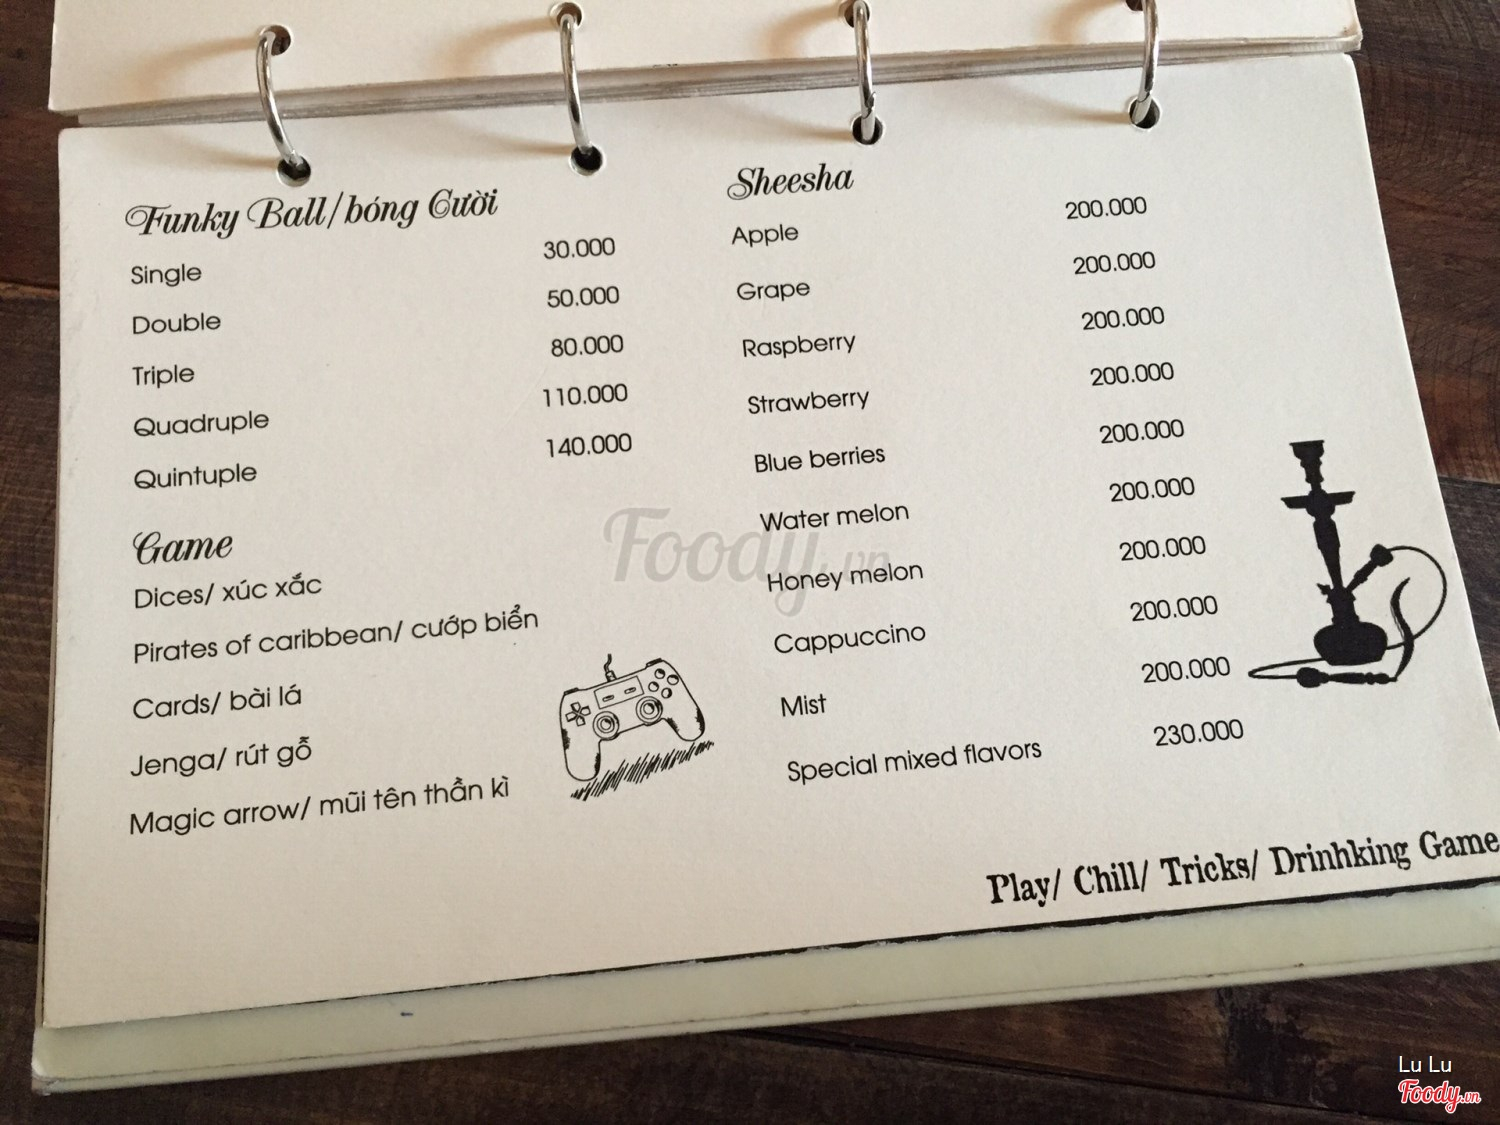 Funky Ball/bóng Cười
Single 30.000
Double 50.000
Triple 80.000
Quadruple 110.000
Quintuple 140.000
Game
Dices/ xúc xắc
Pirates of caribbean/ cướp biển
Cards/ bài lá
Jenga/ rút gỗ
Magic arrow/ mũi tên thần kì
Sheesha
Apple 200.000
Grape 200.000
Raspberry 200.000
Strawberry 200.000
Blue berries 200.000
Water melon 200.000
Honey melon 200.000
Cappuccino 200.000
Mist 200.000
Special mixed flavors 230.000
Play/ Chill/ Tricks/ Drinhking Game
Foody.vn
Lu Lu
Foody.vn